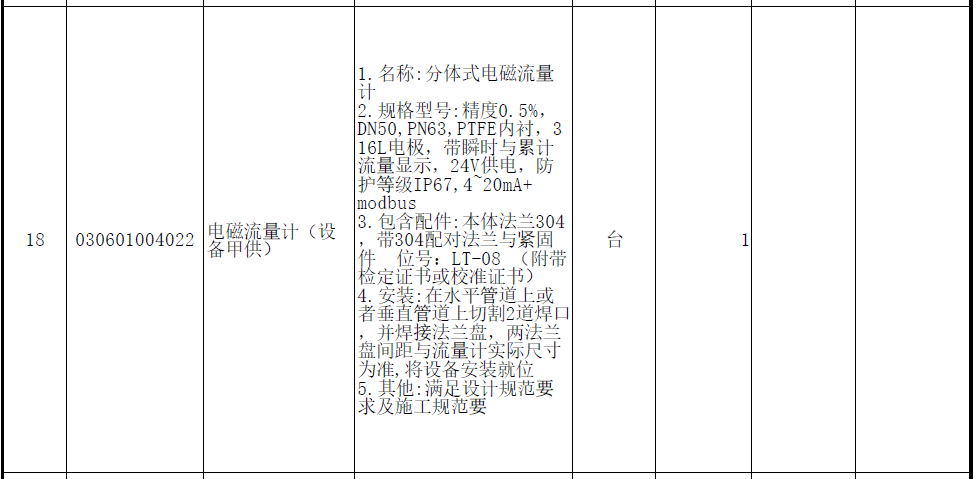 18
030601004022
电磁流量计（设
备甲供）
1.名称:分体式电磁流量
计
2.规格型号:精度0.5%，
DN50,PN63,PTFE内衬，3
16L电极，带瞬时与累计
流量显示，24V供电，防
护等级IP67,4~20mA+
modbus
3.包含配件:本体法兰304
，带304配对法兰与紧固
件  位号：LT-08 （附带
检定证书或校准证书）
4.安装:在水平管道上或
者垂直管道上切割2道焊口
，并焊接法兰盘，两法兰
盘间距与流量计实际尺寸
为准,将设备安装就位
5.其他:满足设计规范要
求及施工规范要
台
1